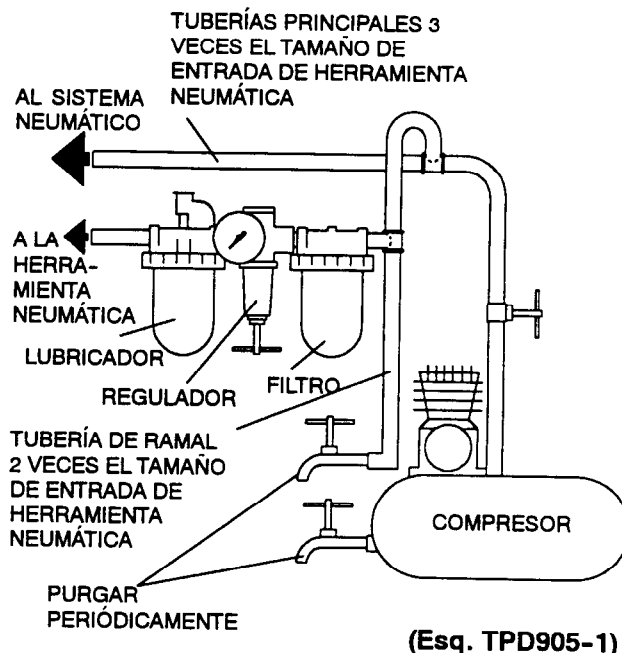 TUBERÍAS PRINCIPALES 3
VECES EL TAMAÑO DE
ENTRADA DE HERRAMIENTA
NEUMÁTICA
AL SISTEMA
NEUMÁTICO
A LA
HERRA-
MIENTA
NEUMÁTICA
LUBRICADOR
REGULADOR
FILTRO
TUBERÍA DE RAMAL
2 VECES EL TAMAÑO
DE ENTRADA DE
HERRAMIENTA
NEUMÁTICA
COMPRESOR
PURGAR
PERIÓDICAMENTE
(Esq. TPD905-1)